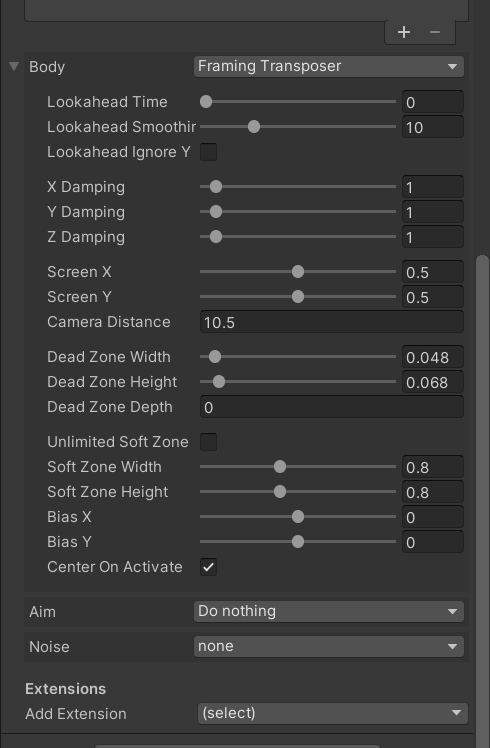 Body Framing Transposer
Lookahead Time 0
Lookahead Smoothir 10
Lookahead Ignore Y
X Damping 1
Y Damping 1
Z Damping 1
Screen X 0.5
Screen Y 0.5
Camera Distance 10.5
Dead Zone Width 0.048
Dead Zone Height 0.068
Dead Zone Depth 0
Unlimited Soft Zone
Soft Zone Width 0.8
Soft Zone Height 0.8
Bias X 0
Bias Y 0
Center On Activate
Aim Do nothing
Noise none
Extensions
Add Extension (select)